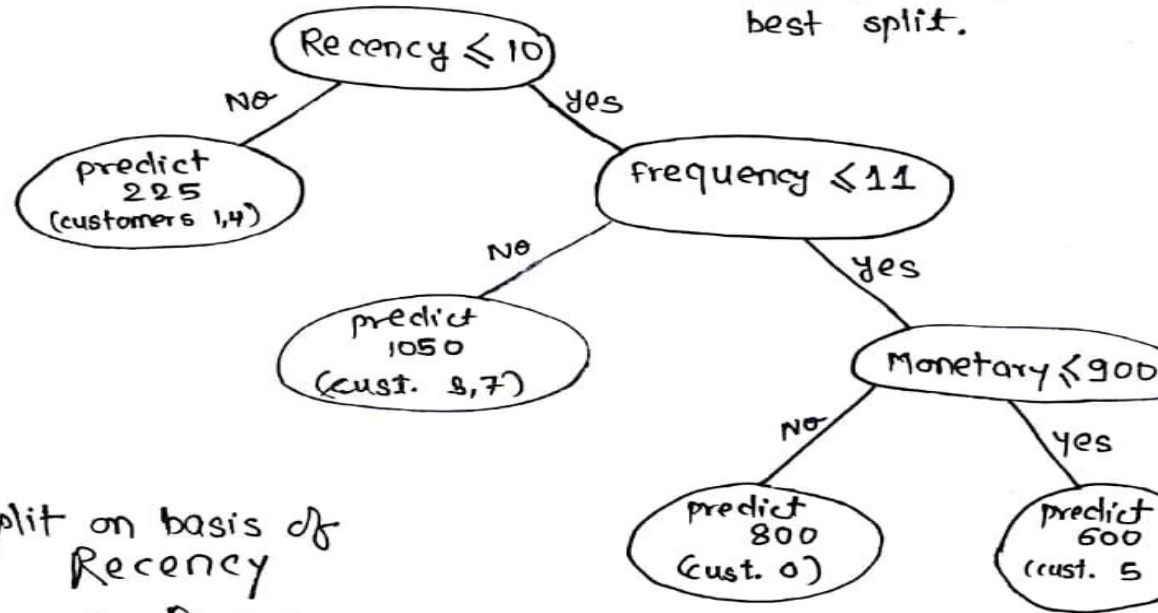 best split.
Recency ≤ 10
No
yes
predict
225
(customers 1,4)
frequency ≤ 11
No
yes
predict
1050
(cust. 8,7)
Monetary ≤ 900
No
yes
predict
800
(cust. 0)
predict
600
(cust. 5
split on basis of
Recency